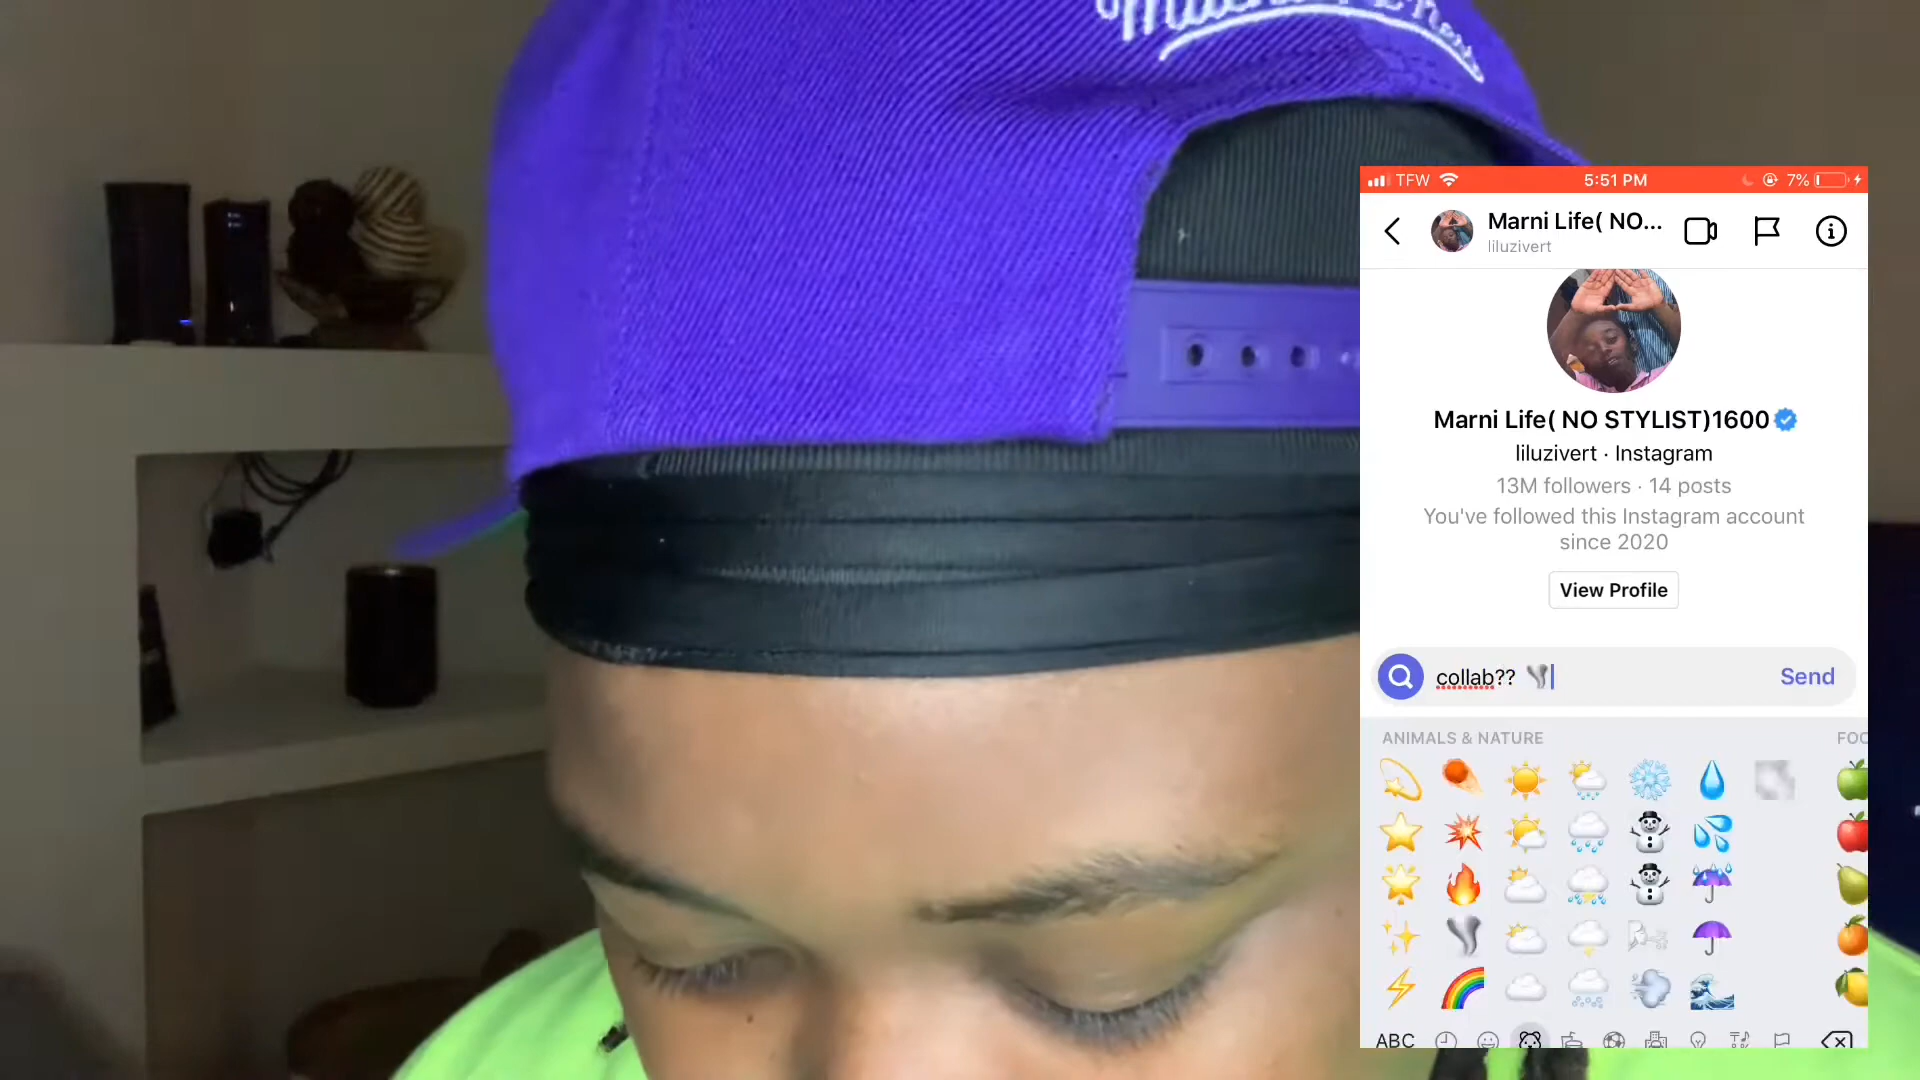 TFW
5:51 PM
7%
Marni Life( NO...
liluzivert
Marni Life( NO STYLIST)1600
liluzivert · Instagram
13M followers · 14 posts
You've followed this Instagram account
since 2020
View Profile
collab?? 🌪
Send
ANIMALS & NATURE
FOO
ABC